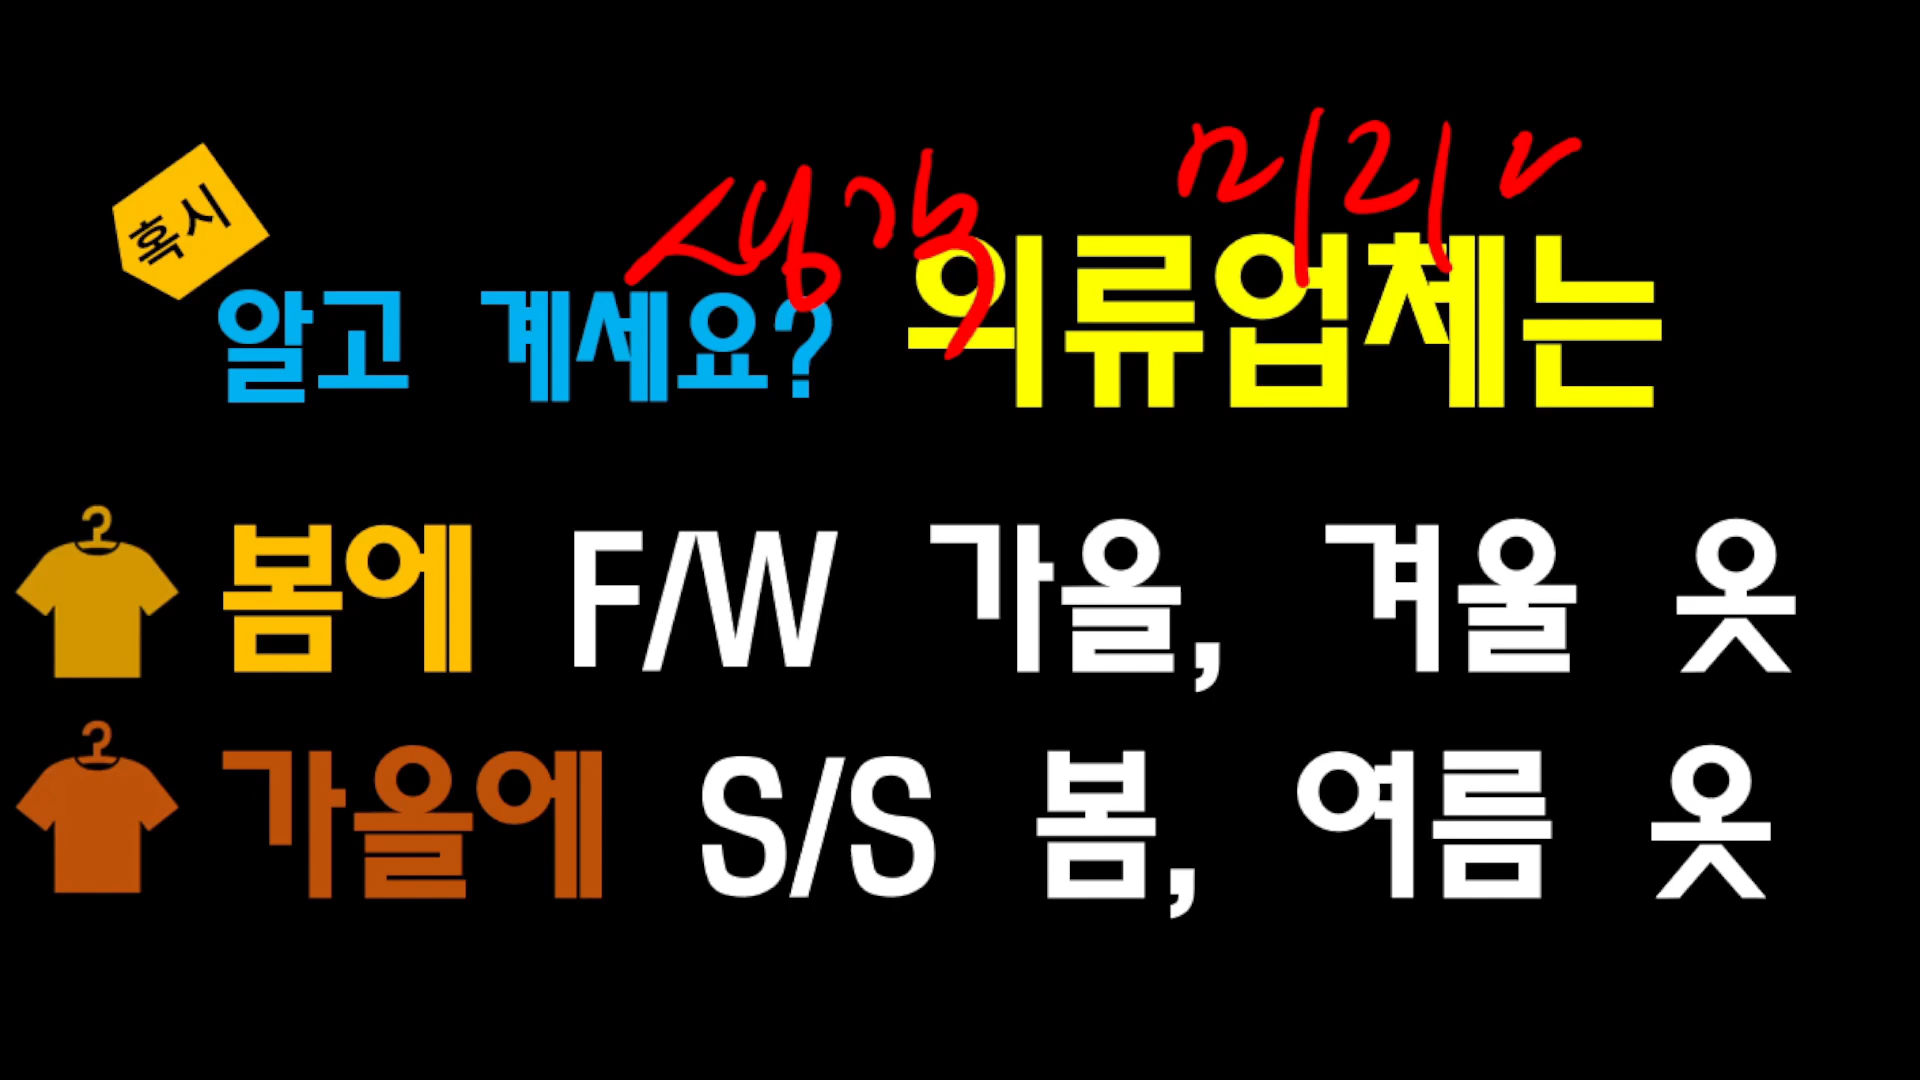 생각 미리
혹시
알고 계세요? 의류업체는
봄에 F/W 가을, 겨울 옷
가을에 S/S 봄, 여름 옷